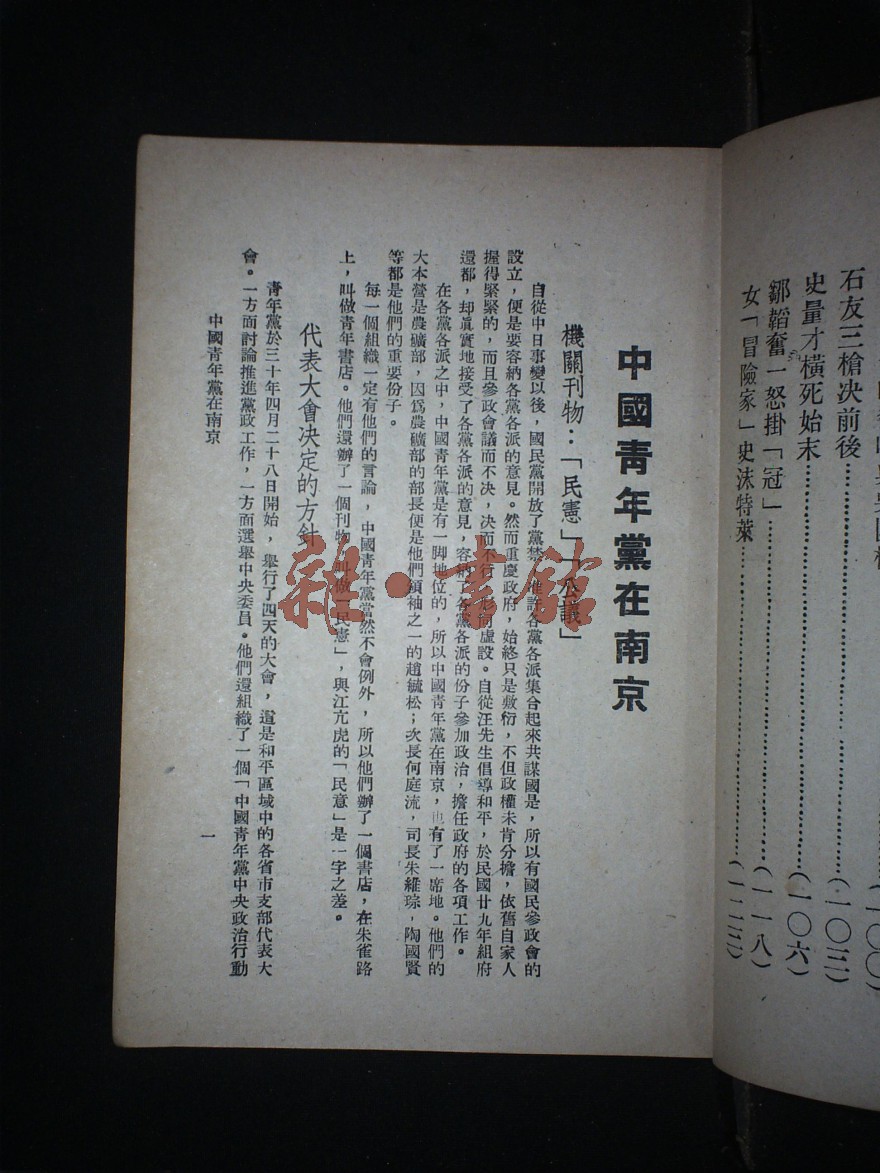 石友三槍決前後………(一〇三)
史量才橫死始末………(一〇六)
鄒韜奮一怒掛「冠」………(一一八)
女「冒險家」史沫特萊………(一二三)
中國青年黨在南京
機關刊物：「民憲」「公議」
自從中日事變以後，國民黨開放了黨禁，准許各黨各派集合起來共謀國是，所以有國民參政會的
設立，便是要容納各黨各派的意見。然而重慶政府，始終只是敷衍，不但政權未肯分擔，依舊自家人
握得緊緊的，而且參政會議而不決，決而不行，形同虛設。自從汪先生倡導和平，於民國廿九年組府
還都，却眞實地接受了各黨各派的意見，容納了各黨各派的份子參加政治，擔任政府的各項工作。
在各黨各派之中，中國青年黨是有一脚地位的，所以中國青年黨在南京，也有了一席地。他們的
大本營是農礦部，因爲農礦部的部長便是他們領袖之一的趙毓松；次長何庭流，司長朱維琮，陶國賢
等都是他們的重要份子。
每一個組織一定有他們的言論，中國青年黨當然不會例外，所以他們辦了一個書店，在朱雀路
上，叫做青年書店。他們還辦了一個刊物叫做「民憲」，與江亢虎的「民意」是一字之差。
代表大會決定的方針
青年黨於三十年四月二十八日開始，舉行了四天的大會，這是和平區域中的各省市支部代表大
會。一方面討論推進黨政工作，一方面選舉中央委員。他們還組織了一個「中國青年黨中央政治行動
中國青年黨在南京
一
雜·書館